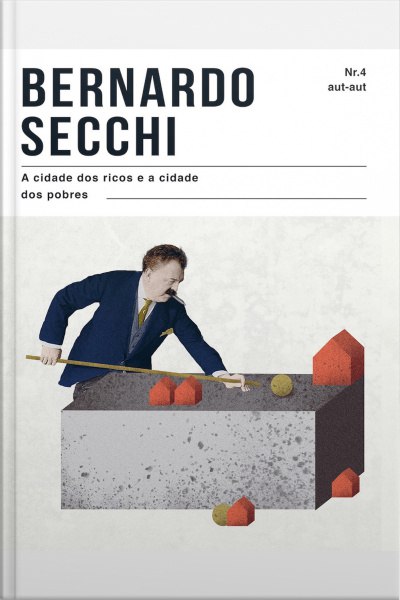 BERNARDO
SECCHI
Nr.4
aut-aut
A cidade dos ricos e a cidade
dos pobres